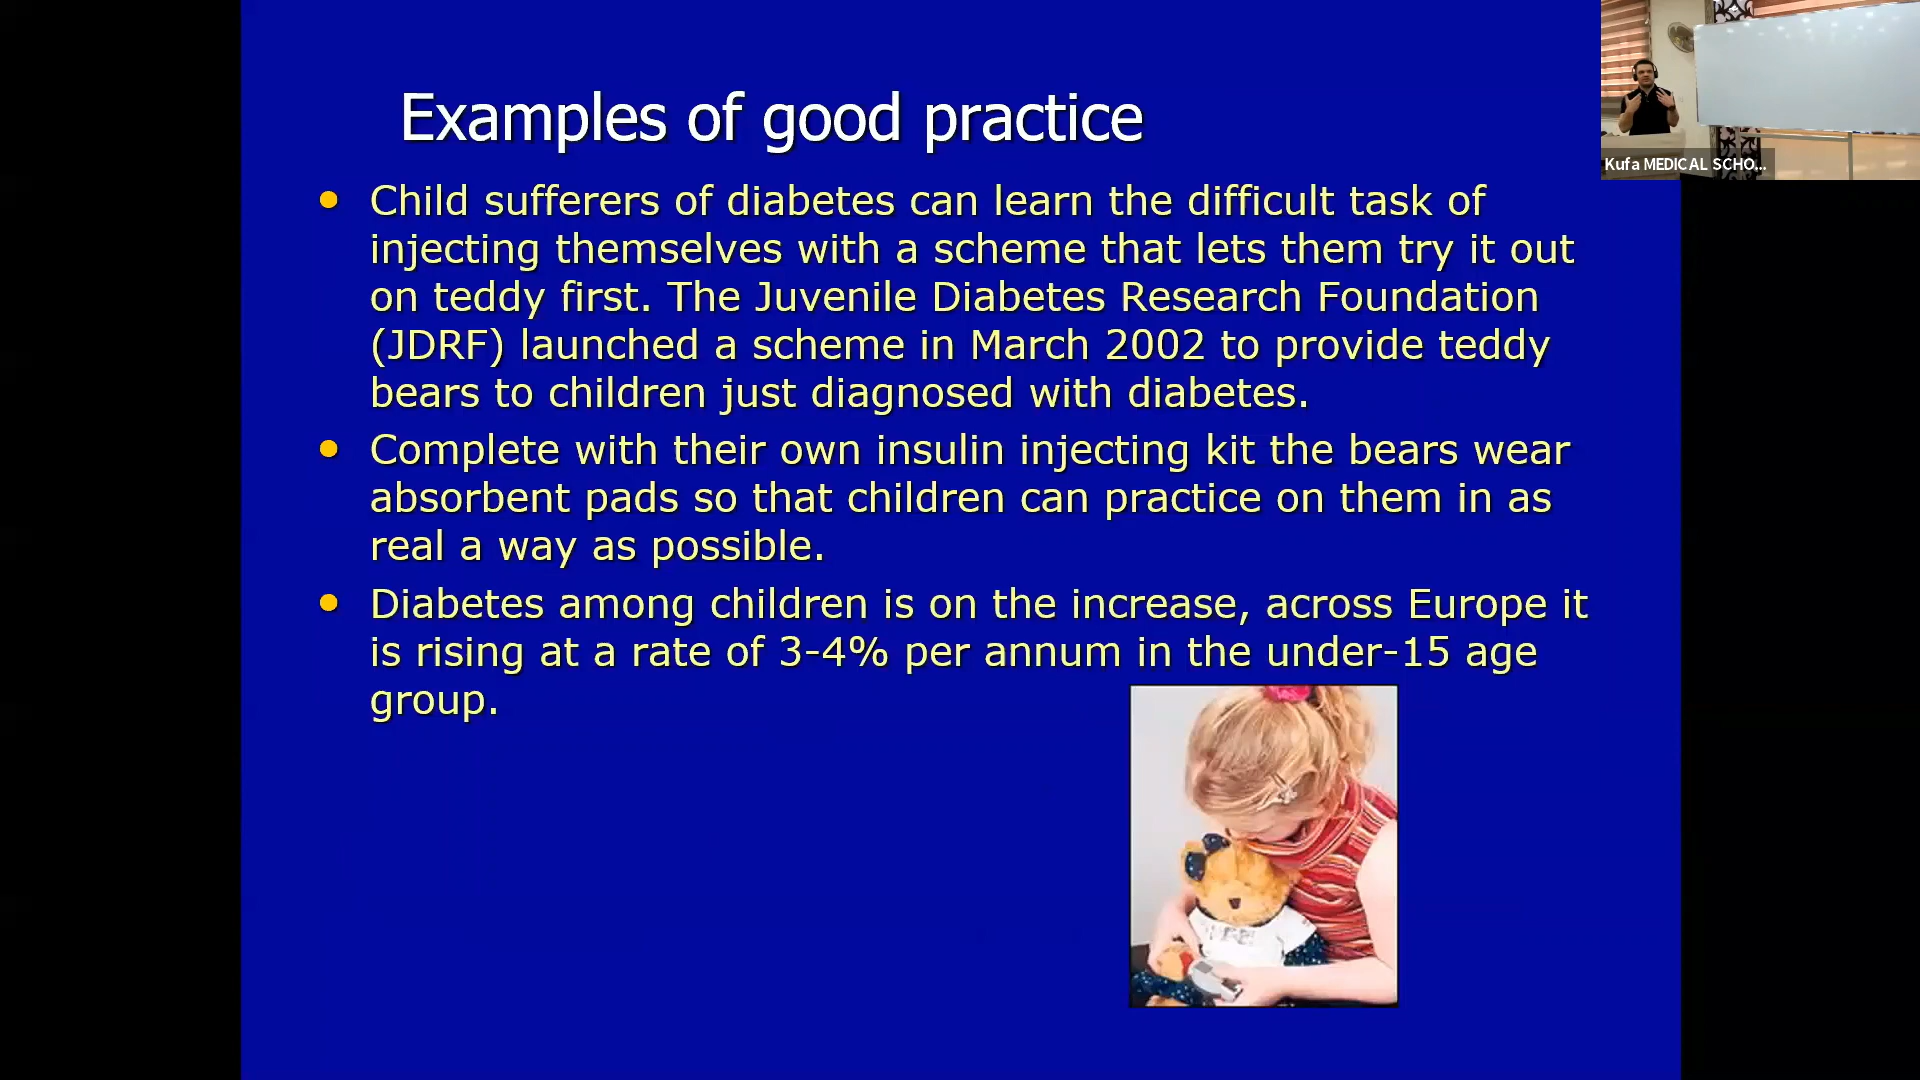 Examples of good practice
Child sufferers of diabetes can learn the difficult task of
injecting themselves with a scheme that lets them try it out
on teddy first. The Juvenile Diabetes Research Foundation
(JDRF) launched a scheme in March 2002 to provide teddy
bears to children just diagnosed with diabetes.
Complete with their own insulin injecting kit the bears wear
absorbent pads so that children can practice on them in as
real a way as possible.
Diabetes among children is on the increase, across Europe it
is rising at a rate of 3-4% per annum in the under-15 age
group.
Kufa MEDICAL SCHO...